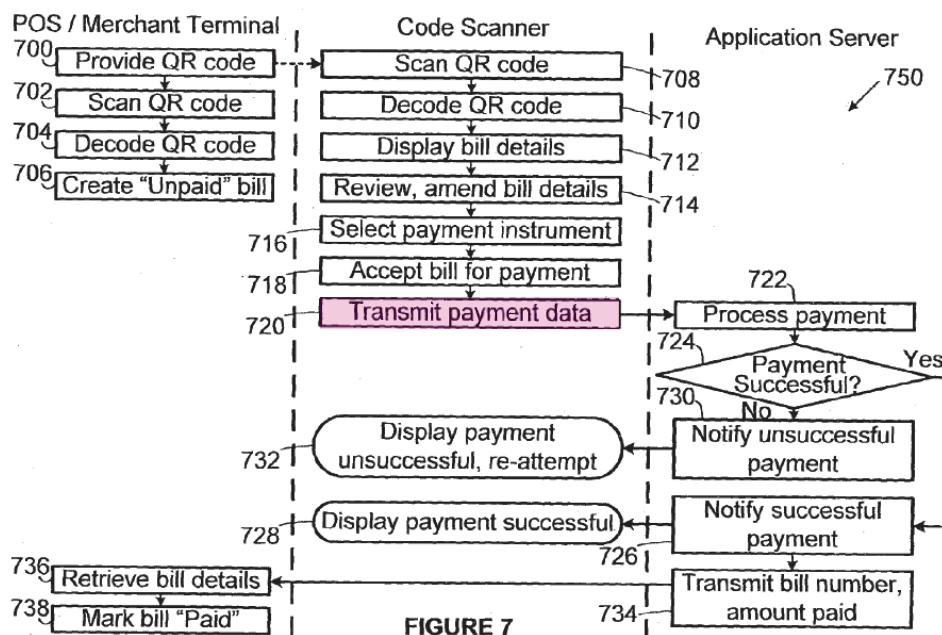 POS / Merchant Terminal
Code Scanner
Application Server
700
Provide QR code
Scan QR code
708
750
702
Scan QR code
Decode QR code
710
704
Decode QR code
Display bill details
712
706
Create “Unpaid” bill
Review, amend bill details
714
716
Select payment instrument
718
Accept bill for payment
722
720
Transmit payment data
Process payment
724
Payment
Successful?
Yes
730
No
732
Display payment
unsuccessful, re-attempt
Notify unsuccessful
payment
728
Display payment successful
Notify successful
payment
726
736
Retrieve bill details
Transmit bill number,
amount paid
734
738
Mark bill “Paid”
FIGURE 7